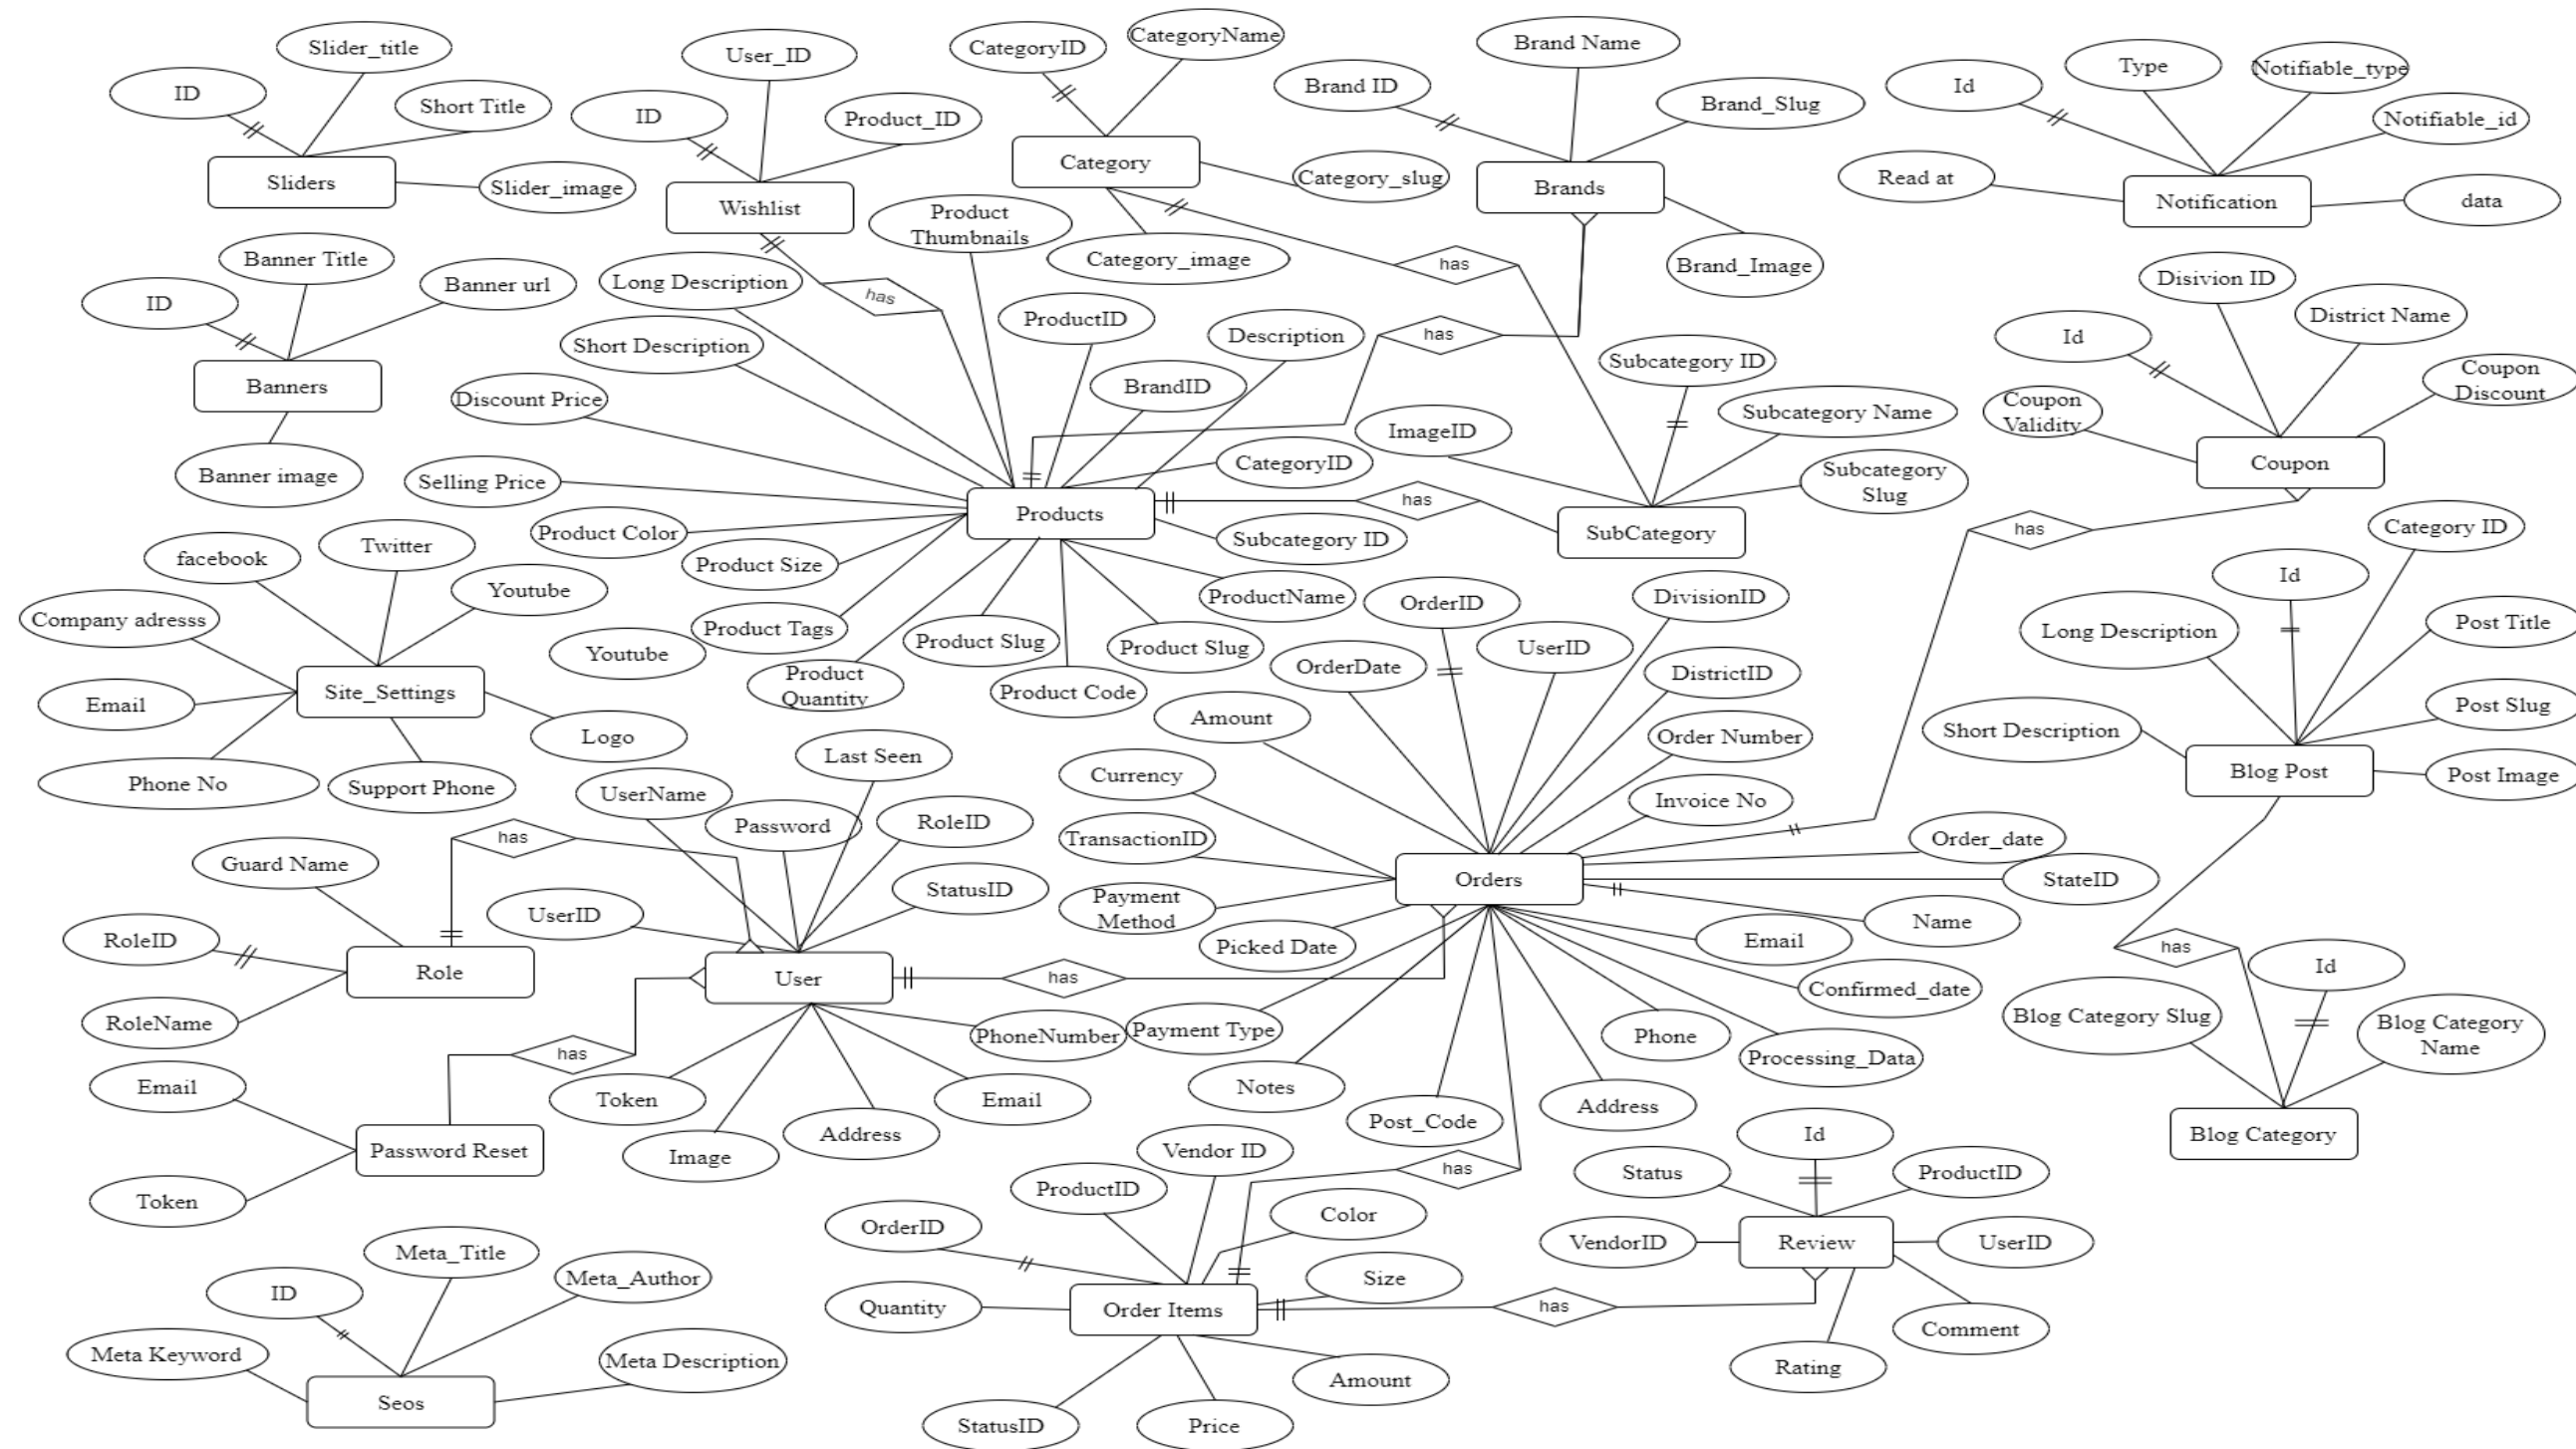 Slider_title
ID
Short Title
Sliders
Slider_image
User_ID
ID
Product_ID
Wishlist
CategoryID
CategoryName
Category
Category_slug
Category_image
Brand Name
Brand ID
Brand_Slug
Brands
Brand_Image
Id
Type
Notifiable_type
Notifiable_id
Read at
Notification
data
Banner Title
Banner url
ID
Banners
Banner image
has
has
has
Product
Thumbnails
Long Description
ProductID
Description
Short Description
BrandID
Discount Price
CategoryID
Selling Price
Products
has
Product Color
Subcategory ID
Product Size
ProductName
Product Tags
Product Slug
Product Slug
Product
Quantity
Product Code
Youtube
Subcategory ID
Subcategory Name
ImageID
Subcategory
Slug
SubCategory
Disivion ID
District Name
Id
Coupon
Discount
Coupon
Validity
Coupon
has
facebook
Twitter
Youtube
Company adresss
Site_Settings
Email
Logo
Phone No
Support Phone
Category ID
Id
Long Description
Post Title
Post Slug
Short Description
Blog Post
Post Image
has
Id
Blog Category Slug
Blog Category
Name
Blog Category
OrderID
DivisionID
UserID
OrderDate
DistrictID
Amount
Order Number
Currency
Invoice No
TransactionID
Order_date
Orders
StateID
Payment
Method
Name
Picked Date
Email
Confirmed_date
Payment Type
Phone
Processing_Data
Notes
Post_Code
Address
has
Last Seen
UserName
Password
RoleID
StatusID
UserID
User
has
PhoneNumber
Token
Email
Address
Image
has
Guard Name
RoleID
Role
RoleName
has
Email
Password Reset
Token
Vendor ID
ProductID
OrderID
Color
Size
Quantity
Order Items
has
Amount
StatusID
Price
Id
Status
ProductID
VendorID
Review
UserID
Comment
Rating
Meta_Title
ID
Meta_Author
Meta Keyword
Meta Description
Seos